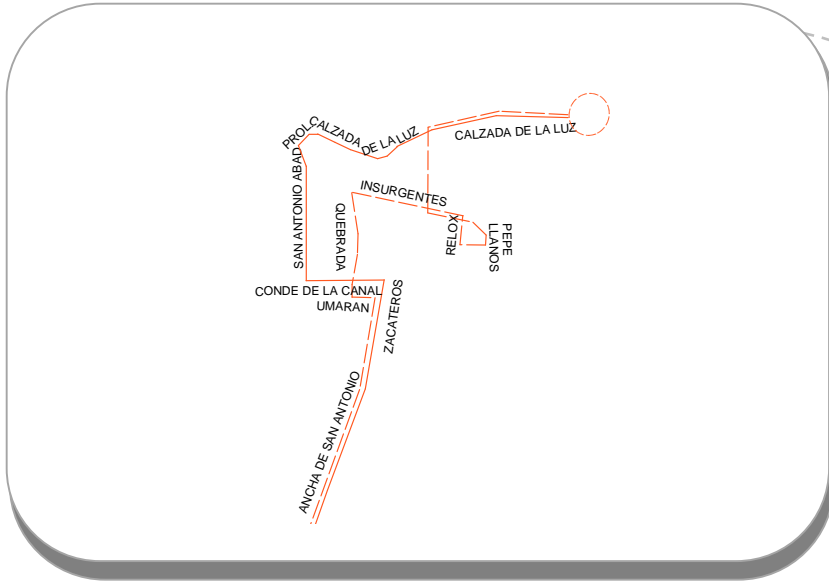 PROL.CALZADA DE LA LUZ
CALZADA DE LA LUZ
SAN ANTONIO ABAD
INSURGENTES
QUEBRADA
RELOX
PEPE
LLANOS
CONDE DE LA CANAL
UMARAN
ZACATEROS
ANCHA DE SAN ANTONIO